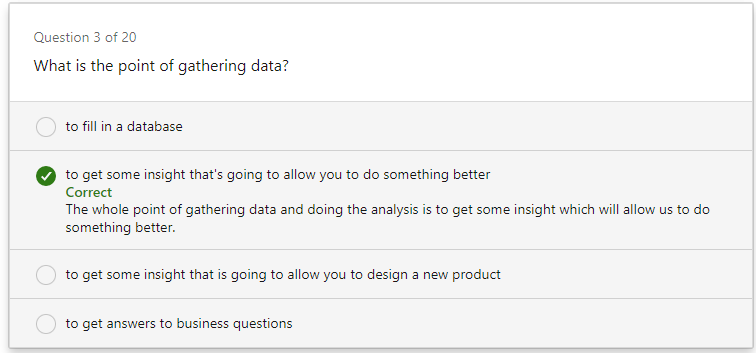 Question 3 of 20
What is the point of gathering data?
to fill in a database
to get some insight that's going to allow you to do something better
Correct
The whole point of gathering data and doing the analysis is to get some insight which will allow us to do
something better.
to get some insight that is going to allow you to design a new product
to get answers to business questions